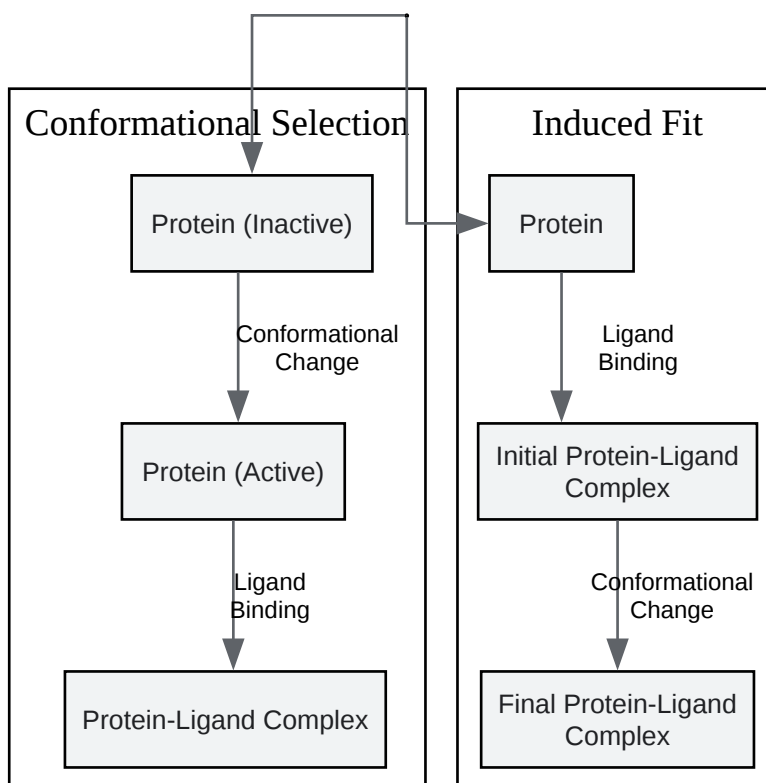 Conformational Selection
Protein (Inactive)
Conformational
Change
Protein (Active)
Ligand
Binding
Protein-Ligand Complex
Induced Fit
Protein
Ligand
Binding
Initial Protein-Ligand
Complex
Conformational
Change
Final Protein-Ligand
Complex